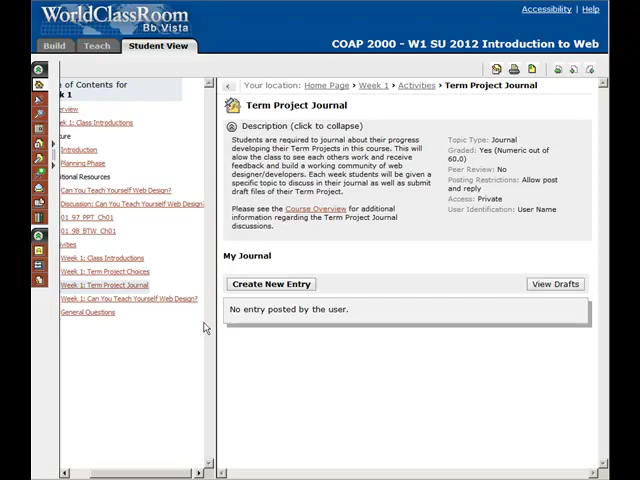 WorldClassRoom
Bb Vista
Accessibility | Help
Build
Teach
Student View
COAP 2000 - W1 SU 2012 Introduction to Web
e of Contents for
k 1
erview
k 1: Class Introductions
ture
Introduction
Planning Phase
itional Resources
Can You Teach Yourself Web Design?
Discussion: Can You Teach Yourself Web Design?
01_97_PPT_Ch01
01_98_BTW_Ch01
ivities
Week 1: Class Introductions
Week 1: Term Project Choices
Week 1: Term Project Journal
Week 1: Can You Teach Yourself Web Design?
General Questions
Your location: Home Page › Week 1 › Activities › Term Project Journal
Term Project Journal
Description (click to collapse)
Students are required to journal about their progress
developing their Term Projects in this course. This will
alow the class to see each others work and receive
feedback and build a working community of web
designer/developers. Each week students will be given a
specific topic to discuss in their journal as well as submit
draft files of their Term Project.
Please see the Course Overview for additional
information regarding the Term Project Journal
discussions.
Topic Type: Journal
Graded: Yes (Numeric out of
60.0)
Peer Review: No
Posting Restrictions: Allow post
and reply
Access: Private
User Identification: User Name
My Journal
Create New Entry
View Drafts
No entry posted by the user.